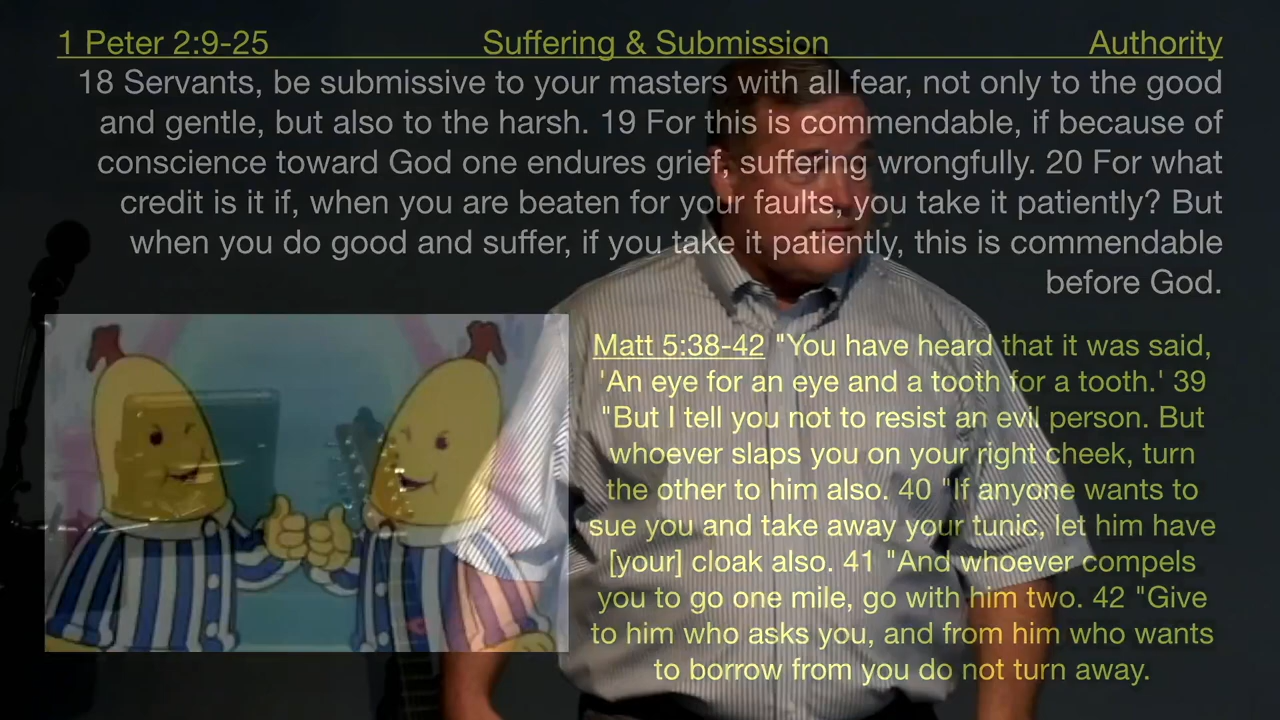 1 Peter 2:9-25 Suffering & Submission Authority
18 Servants, be submissive to your masters with all fear, not only to the good
and gentle, but also to the harsh. 19 For this is commendable, if because of
conscience toward God one endures grief, suffering wrongfully. 20 For what
credit is it if, when you are beaten for your faults, you take it patiently? But
when you do good and suffer, if you take it patiently, this is commendable
before God.
Matt 5:38-42 "You have heard that it was said,
'An eye for an eye and a tooth for a tooth.' 39
"But I tell you not to resist an evil person. But
whoever slaps you on your right cheek, turn
the other to him also. 40 "If anyone wants to
sue you and take away your tunic, let him have
[your] cloak also. 41 "And whoever compels
you to go one mile, go with him two. 42 "Give
to him who asks you, and from him who wants
to borrow from you do not turn away.